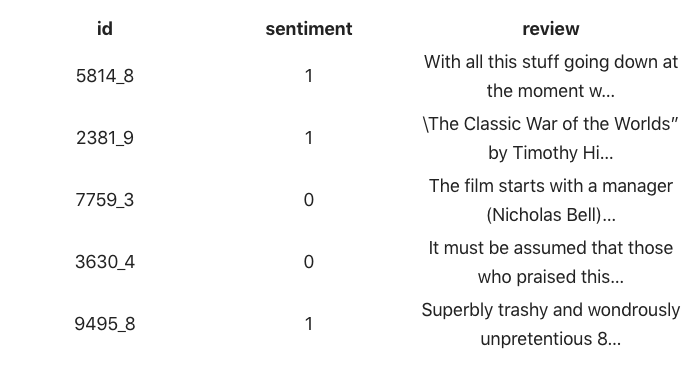 id sentiment review
5814_8 1 With all this stuff going down at
the moment w...
2381_9 1 \The Classic War of the Worlds”
by Timothy Hi...
7759_3 0 The film starts with a manager
(Nicholas Bell)...
3630_4 0 It must be assumed that those
who praised this...
9495_8 1 Superbly trashy and wondrously
unpretentious 8...